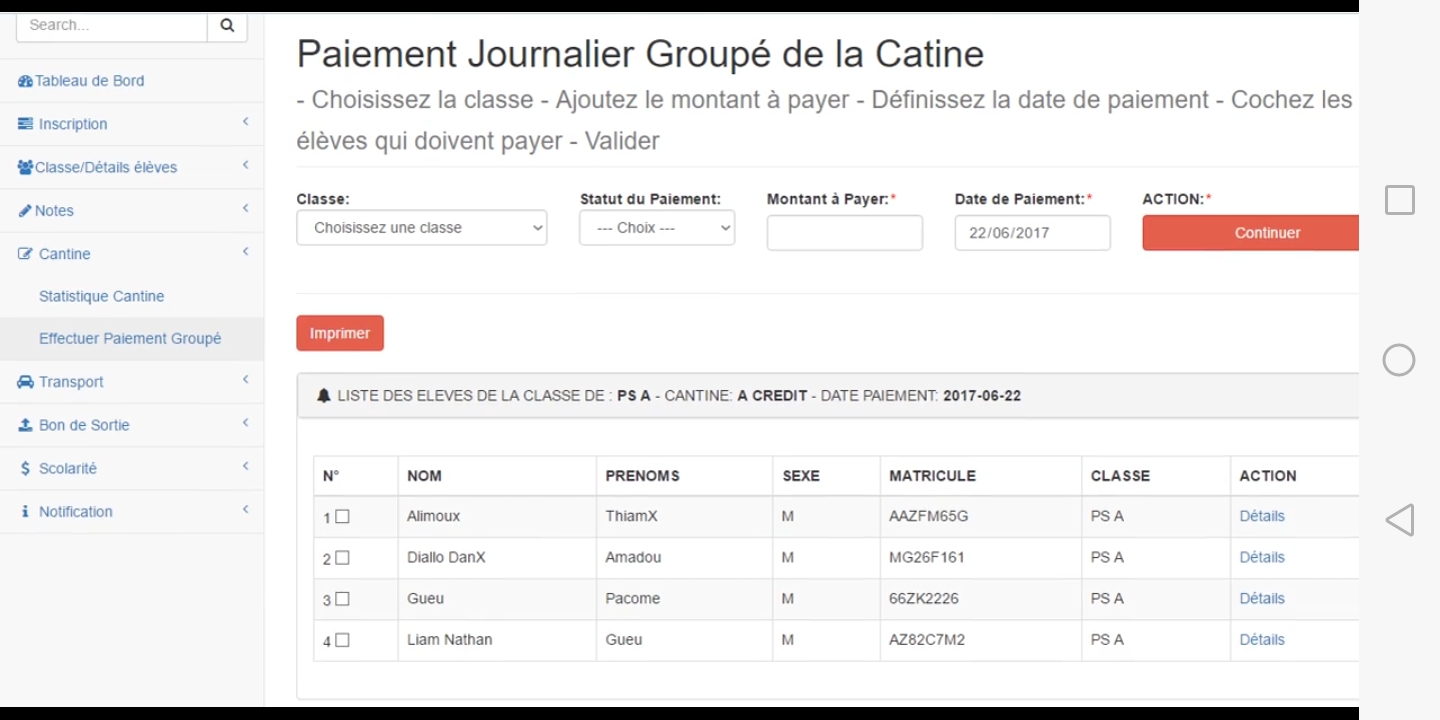 Search...
Tableau de Bord
Inscription
Classe/Détails élèves
Notes
Cantine
Statistique Cantine
Effectuer Paiement Groupé
Transport
Bon de Sortie
Scolarité
Notification
Paiement Journalier Groupé de la Catine
- Choisissez la classe - Ajoutez le montant à payer - Définissez la date de paiement - Cochez les
élèves qui doivent payer - Valider
Classe: Statut du Paiement: Montant à Payer:* Date de Paiement:* ACTION:*
Choisissez une classe --- Choix --- 22/06/2017 Continuer
Imprimer
LISTE DES ELEVES DE LA CLASSE DE : PS A - CANTINE: A CREDIT - DATE PAIEMENT: 2017-06-22
N° NOM PRENOMS SEXE MATRICULE CLASSE ACTION
1 Alimoux ThiamX M AAZFM65G PS A Détails
2 Diallo DanX Amadou M MG26F161 PS A Détails
3 Gueu Pacome M 66ZK2226 PS A Détails
4 Liam Nathan Gueu M AZ82C7M2 PS A Détails